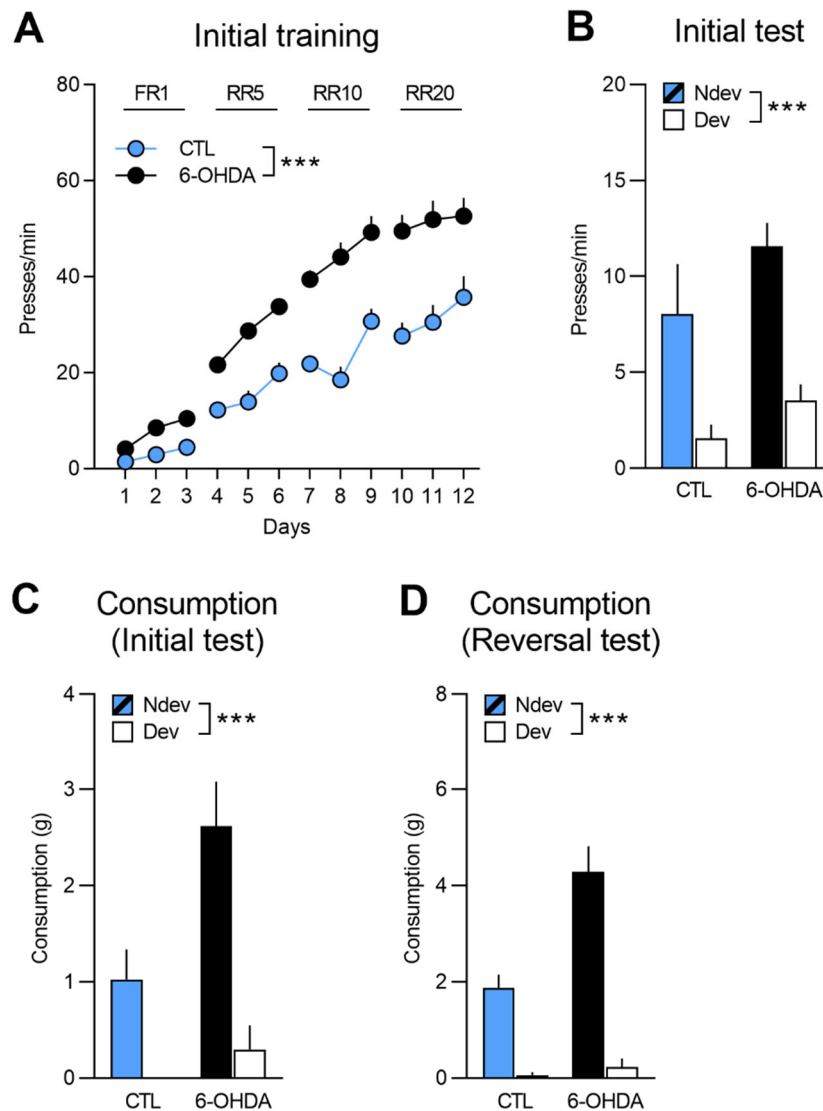 A
Initial training
80
60
40
20
0
Presses/min
FR1 RR5 RR10 RR20
CTL
6-OHDA
***
1 2 3 4 5 6 7 8 9 10 11 12
Days
B
Initial test
20
15
10
5
0
Presses/min
Ndev
Dev
***
CTL 6-OHDA
C
Consumption
(Initial test)
4
3
2
1
0
Consumption (g)
Ndev
Dev
***
CTL 6-OHDA
D
Consumption
(Reversal test)
8
6
4
2
0
Consumption (g)
Ndev
Dev
***
CTL 6-OHDA